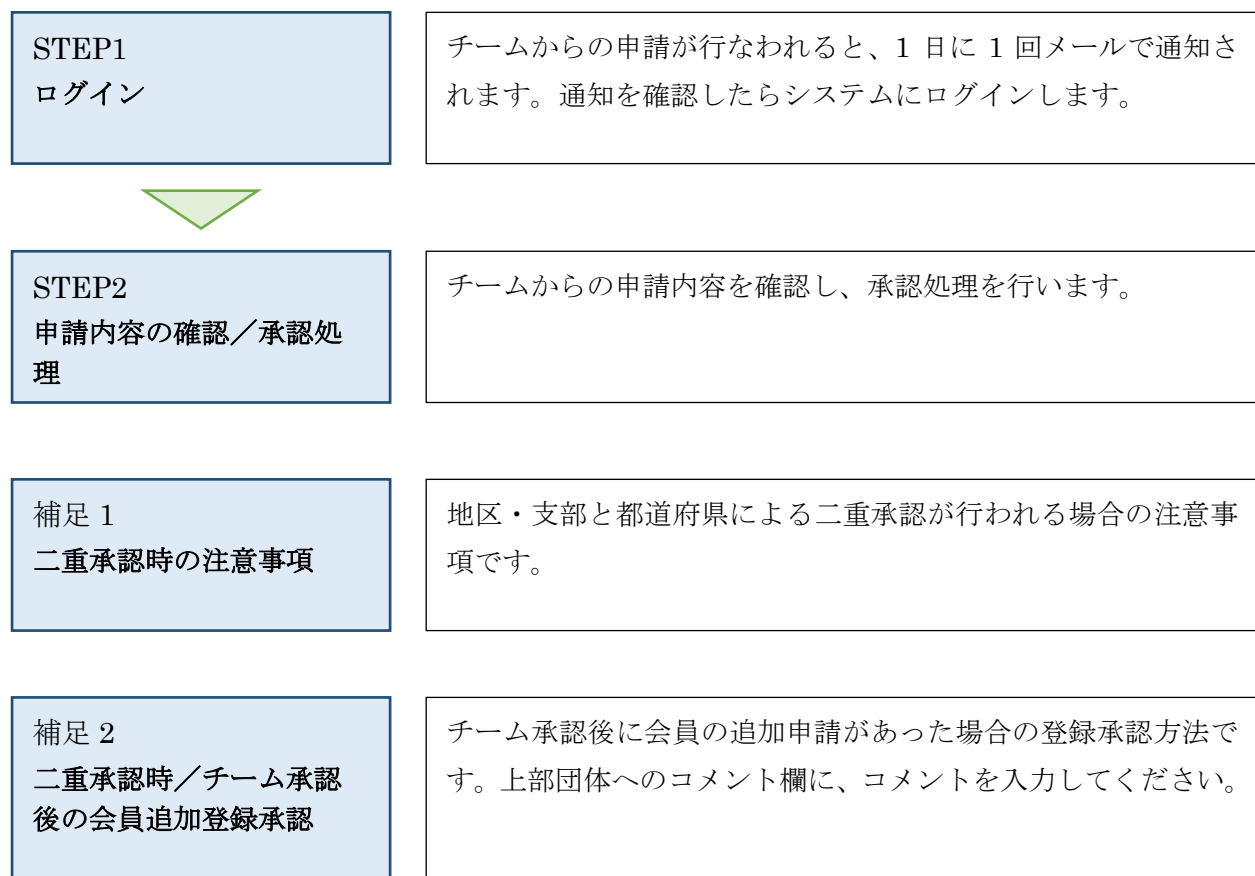 STEP1
ログイン
チームからの申請が行なわれると、1 日に 1 回メールで通知さ
れます。通知を確認したらシステムにログインします。
STEP2
申請内容の確認／承認処
理
チームからの申請内容を確認し、承認処理を行います。
補足 1
二重承認時の注意事項
地区・支部と都道府県による二重承認が行われる場合の注意事
項です。
補足 2
二重承認時／チーム承認
後の会員追加登録承認
チーム承認後に会員の追加申請があった場合の登録承認方法で
す。上部団体へのコメント欄に、コメントを入力してください。